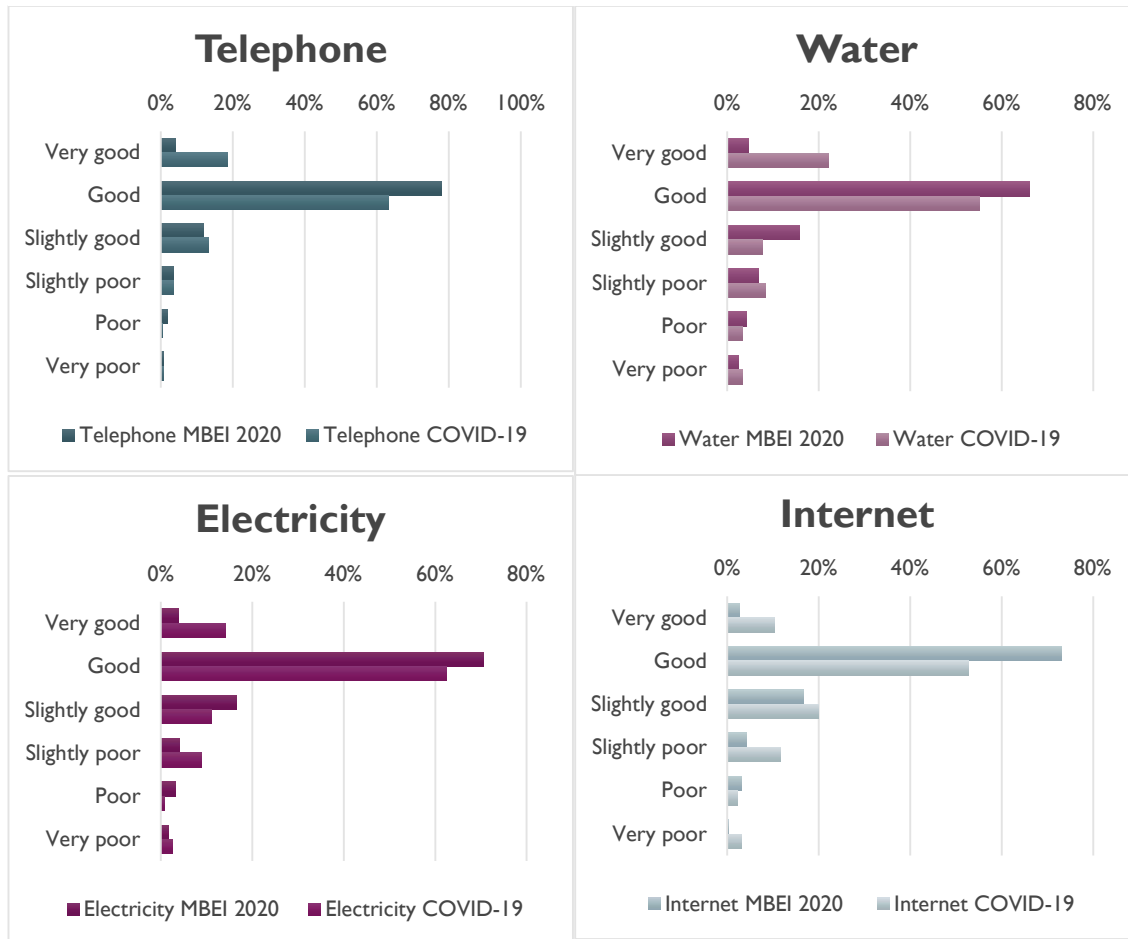 Telephone
0% 20% 40% 60% 80% 100%
Very good
Good
Slightly good
Slightly poor
Poor
Very poor
Telephone MBEI 2020 Telephone COVID-19
Water
0% 20% 40% 60% 80%
Very good
Good
Slightly good
Slightly poor
Poor
Very poor
Water MBEI 2020 Water COVID-19
Electricity
0% 20% 40% 60% 80%
Very good
Good
Slightly good
Slightly poor
Poor
Very poor
Electricity MBEI 2020 Electricity COVID-19
Internet
0% 20% 40% 60% 80%
Very good
Good
Slightly good
Slightly poor
Poor
Very poor
Internet MBEI 2020 Internet COVID-19